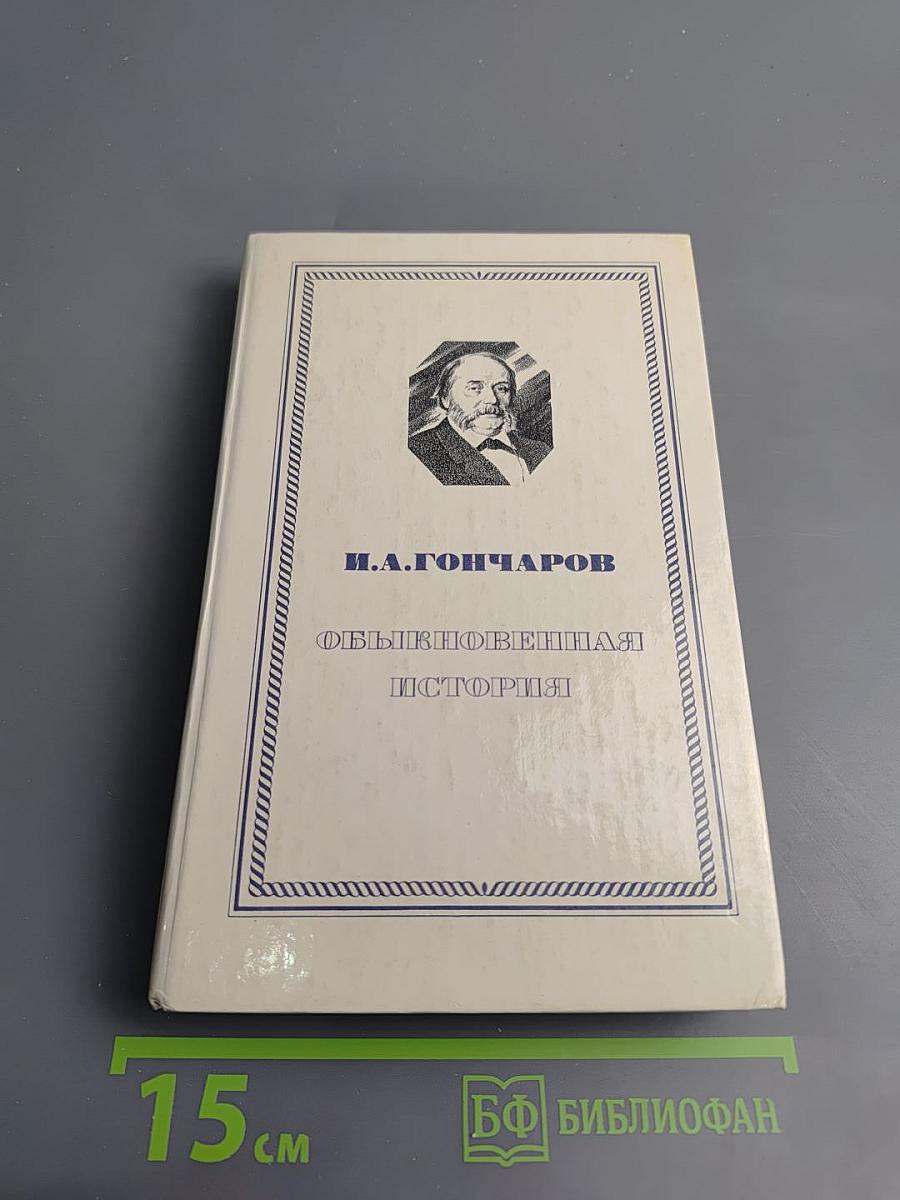 И.А.ГОНЧАРОВ
ОБЫКНОВЕННАЯ
ИСТОРИЯ
15 см
БФ БИБЛИОФАН